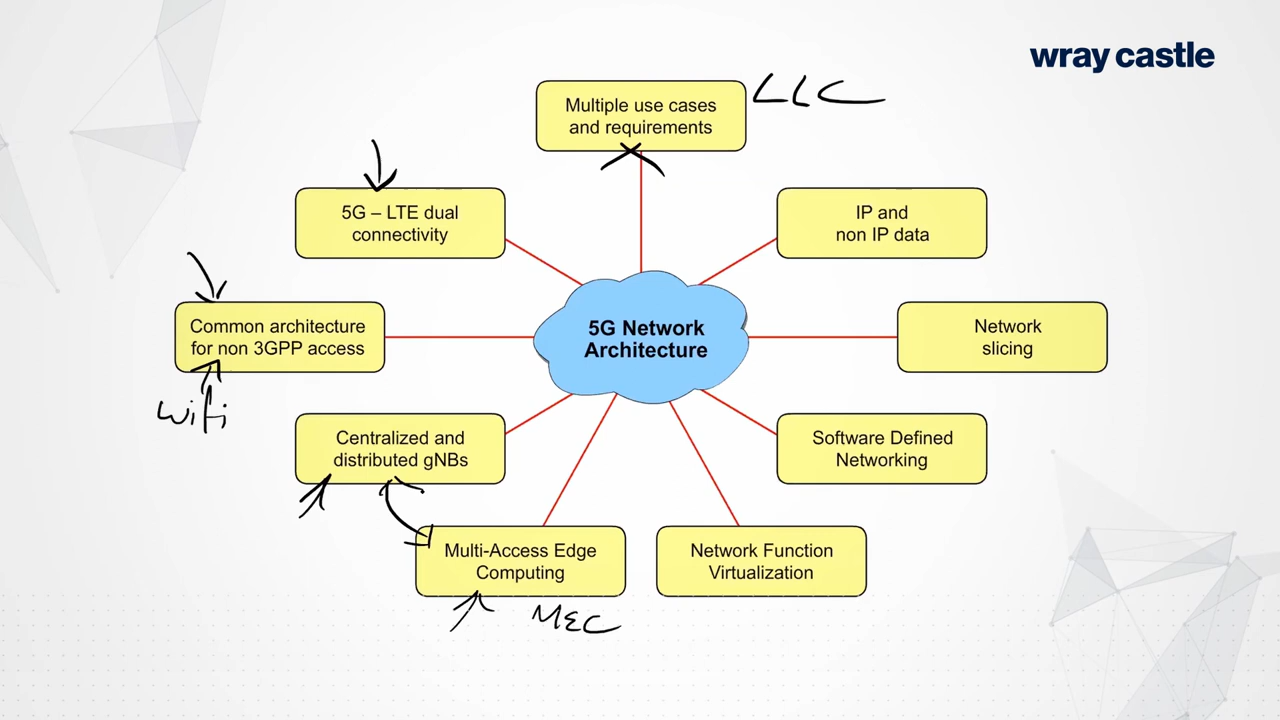 wray castle
Multiple use cases
and requirements
LLC
5G – LTE dual
connectivity
IP and
non IP data
Common architecture
for non 3GPP access
5G Network
Architecture
Network
slicing
wifi
Centralized and
distributed gNBs
Software Defined
Networking
Multi-Access Edge
Computing
Network Function
Virtualization
MEC